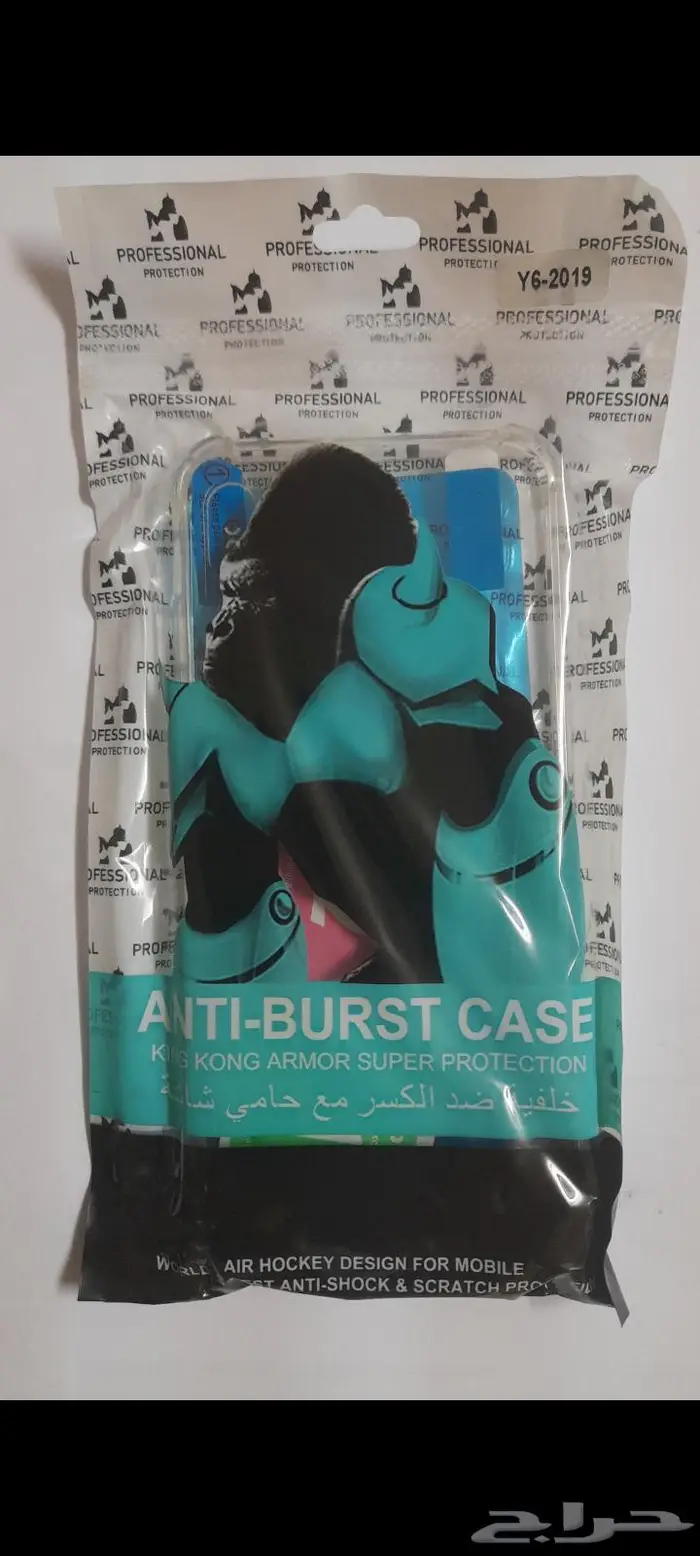 PROFESSIONAL
PROTECTION
Y6-2019
ANTI-BURST CASE
KONG ARMOR SUPER PROTECTION
ضد الكسر مع حامي
AIR HOCKEY DESIGN FOR MOBILE
ANTI-SHOCK & SCRATCH
حراج